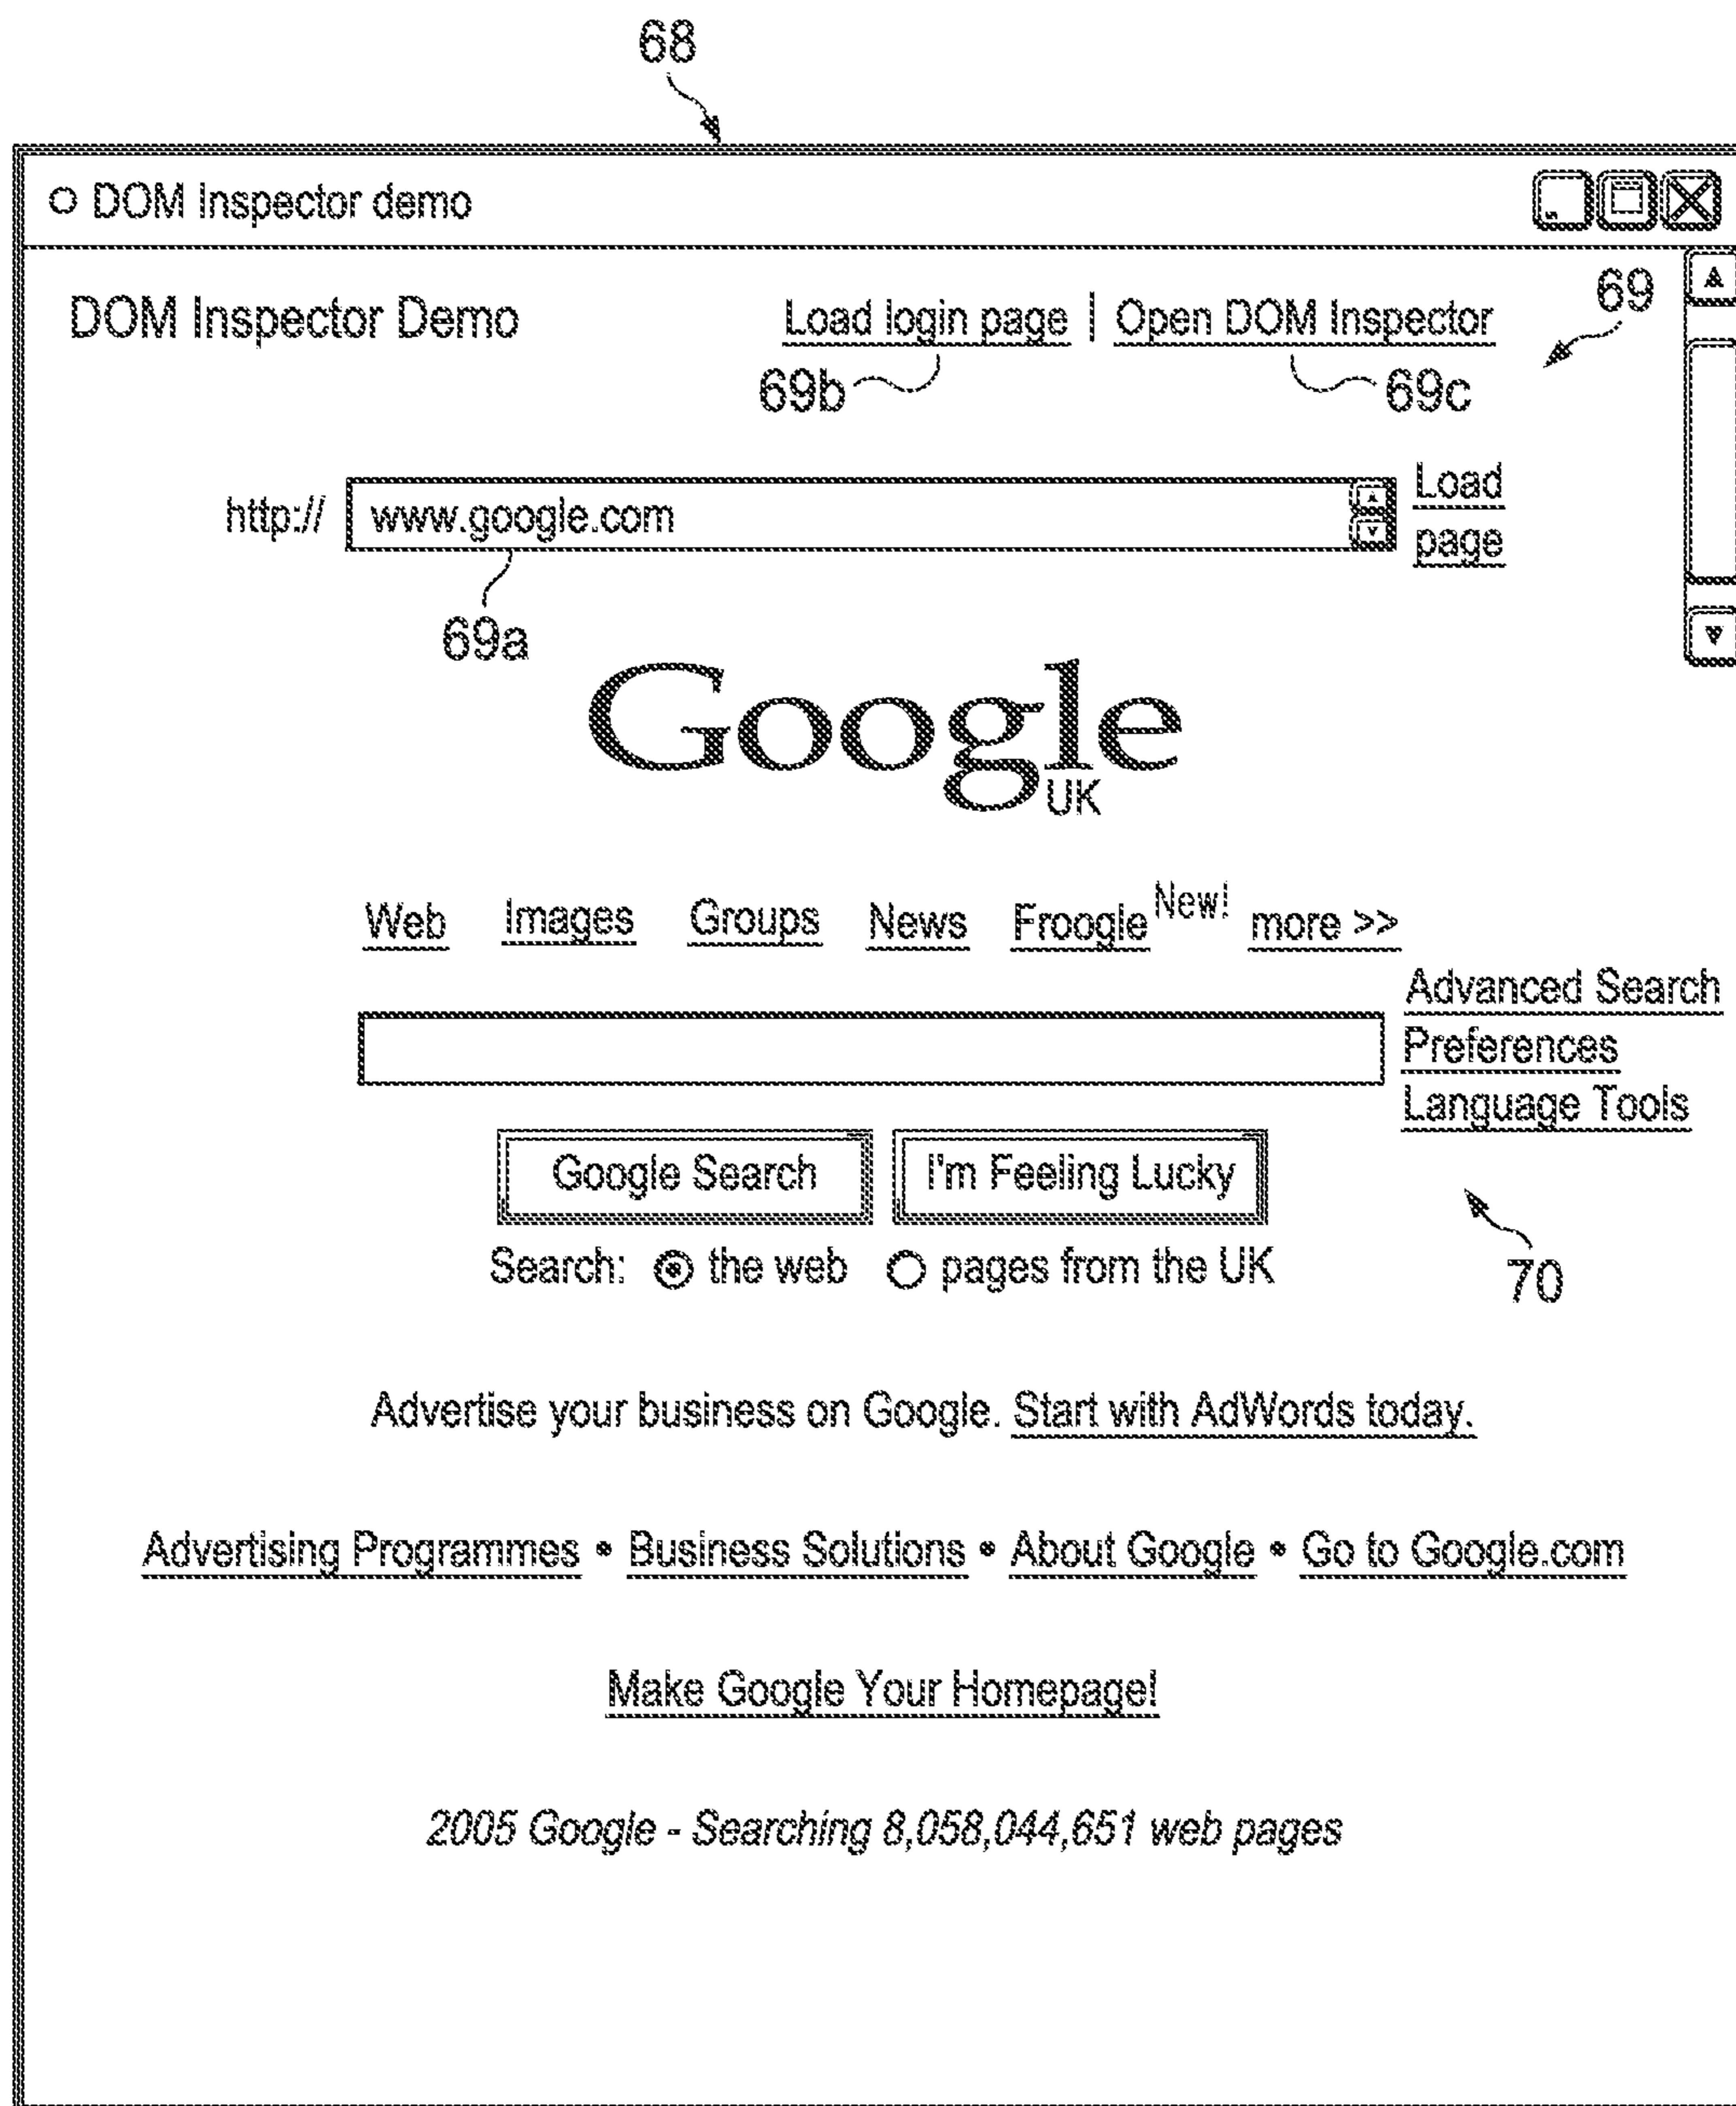 68
DOM Inspector demo
DOM Inspector Demo Load login page | Open DOM Inspector 69
69b 69c
http:// www.google.com Load page
69a
Google
UK
Web Images Groups News Froogle New! more >>
Advanced Search
Preferences
Language Tools
Google Search I'm Feeling Lucky
Search: the web pages from the UK
70
Advertise your business on Google. Start with AdWords today.
Advertising Programmes • Business Solutions • About Google • Go to Google.com
Make Google Your Homepage!
2005 Google - Searching 8,058,044,651 web pages